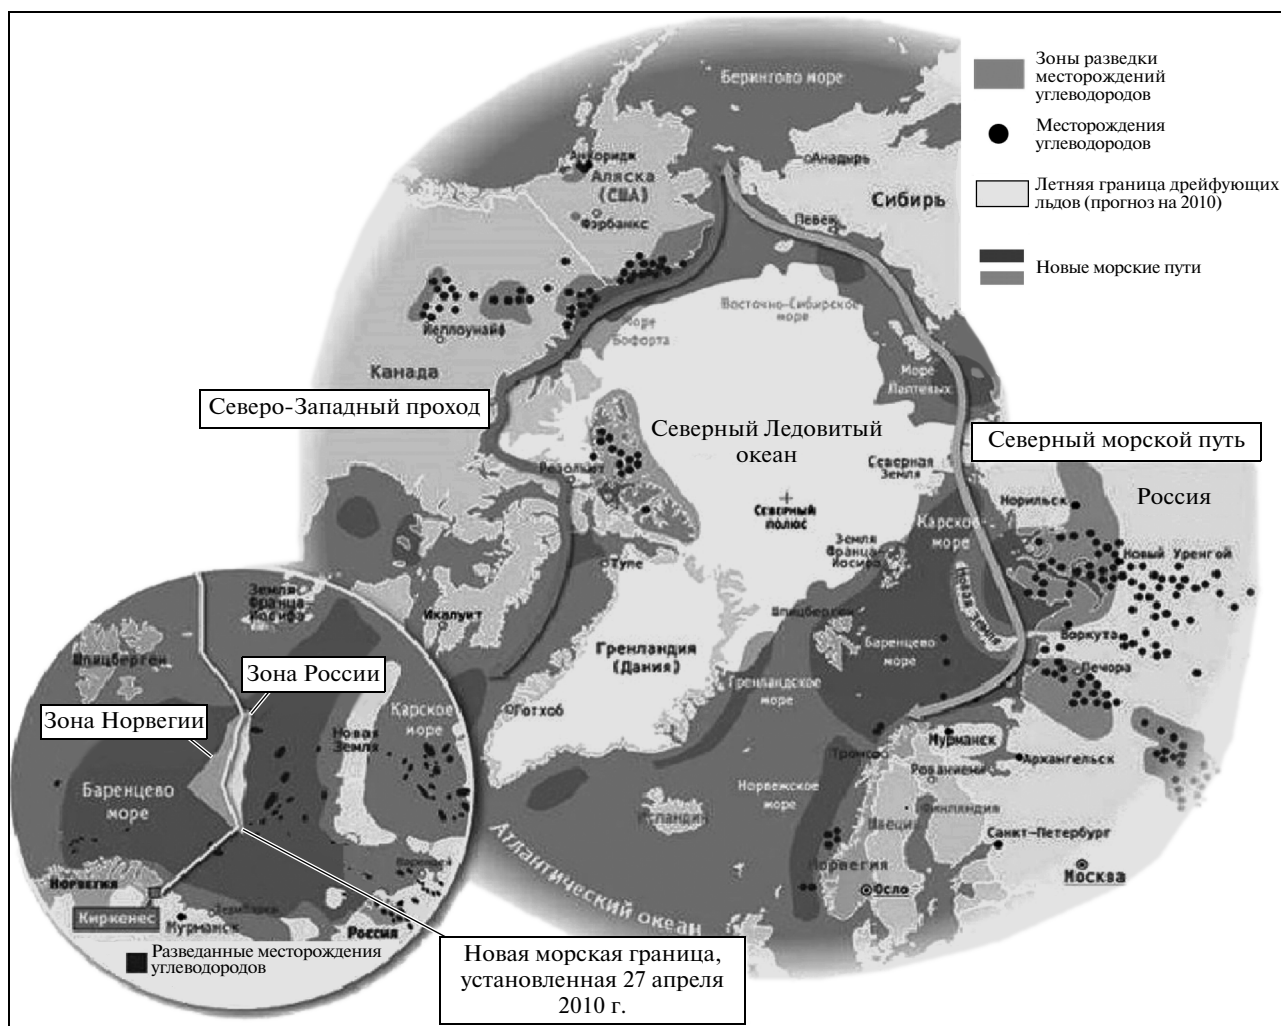 Берингово море
Зоны разведки
месторождений
углеводородов
Месторождения
углеводородов
Летняя граница дрейфующих
льдов (прогноз на 2010)
Новые морские пути
Анкоридж
Аляска
(США)
Фэрбанкс
Анадырь
Сибирь
Певек
Йеллоунайф
Море
Бофорта
Восточно-Сибирское
море
Канада
Море
Лаптевых
Северо-Западный проход
Северный Ледовитый
океан
Северный морской путь
Резольют
Северная
Земля
Северный
полюс
Норильск
Россия
Карское
море
Земля
Франца-
Иосифа
Новый Уренгой
Туле
Новая Земля
Икалуит
Шпицберген
Баренцево
море
Воркута
Печора
Гренландия
(Дания)
Гренландское
море
Готхоб
Тромсё
Мурманск
Архангельск
Рованиеми
Норвежское
море
Исландия
Швеция
Финляндия
Санкт-Петербург
Норвегия
Осло
Москва
Атлантический океан
Земля
Франца
Иосифа
Шпицберген
Зона России
Зона Норвегии
Карское
море
Новая
Земля
Баренцево
море
Норвегия
Киркенес
Мурманск
Россия
Разведанные месторождения
углеводородов
Новая морская граница,
установленная 27 апреля
2010 г.